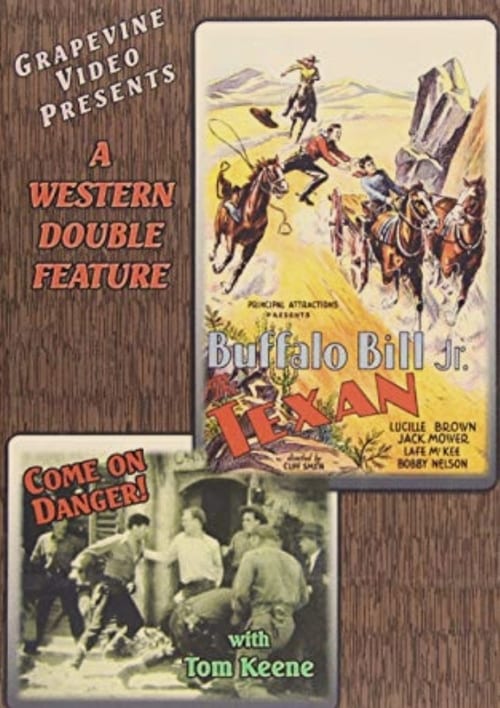 GRAPEVINE
VIDEO
PRESENTS
A
WESTERN
DOUBLE
FEATURE
PRINCIPAL ATTRACTIONS
PRESENTS
Buffalo Bill Jr.
TEXAN
LUCILLE BROWN
JACK MOWER
LAFE McKEE
BOBBY NELSON
directed by
CLIFF SMITH
COME ON
DANGER!
with
Tom Keene